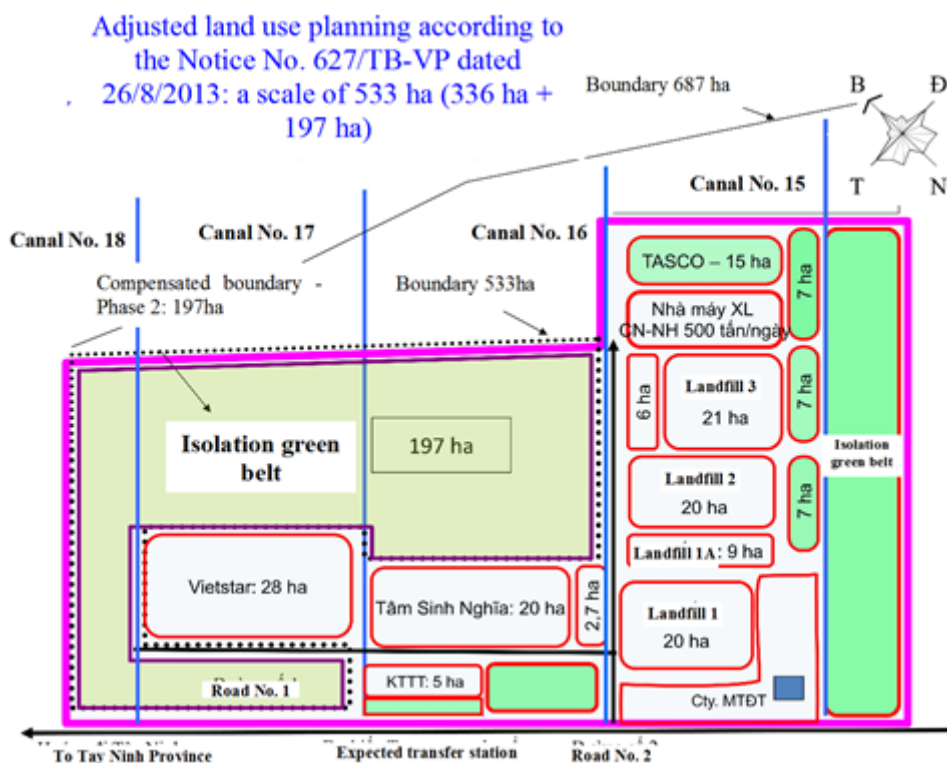 Adjusted land use planning according to
the Notice No. 627/TB-VP dated
26/8/2013: a scale of 533 ha (336 ha +
197 ha)
Boundary 687 ha
B
Đ
T
N
Canal No. 15
Canal No. 18
Canal No. 17
Canal No. 16
Compensated boundary -
Phase 2: 197ha
Boundary 533ha
TASCO – 15 ha
7 ha
Nhà máy XL
CN-NH 500 tấn/ngày
6 ha
Landfill 3
21 ha
7 ha
Isolation green
belt
197 ha
Isolation
green belt
Landfill 2
20 ha
7 ha
Landfill 1A: 9 ha
Vietstar: 28 ha
Tâm Sinh Nghĩa: 20 ha
2,7 ha
Landfill 1
20 ha
Road No. 1
KTTT: 5 ha
Cty. MTĐT
To Tay Ninh Province
Expected transfer station
Road No. 2